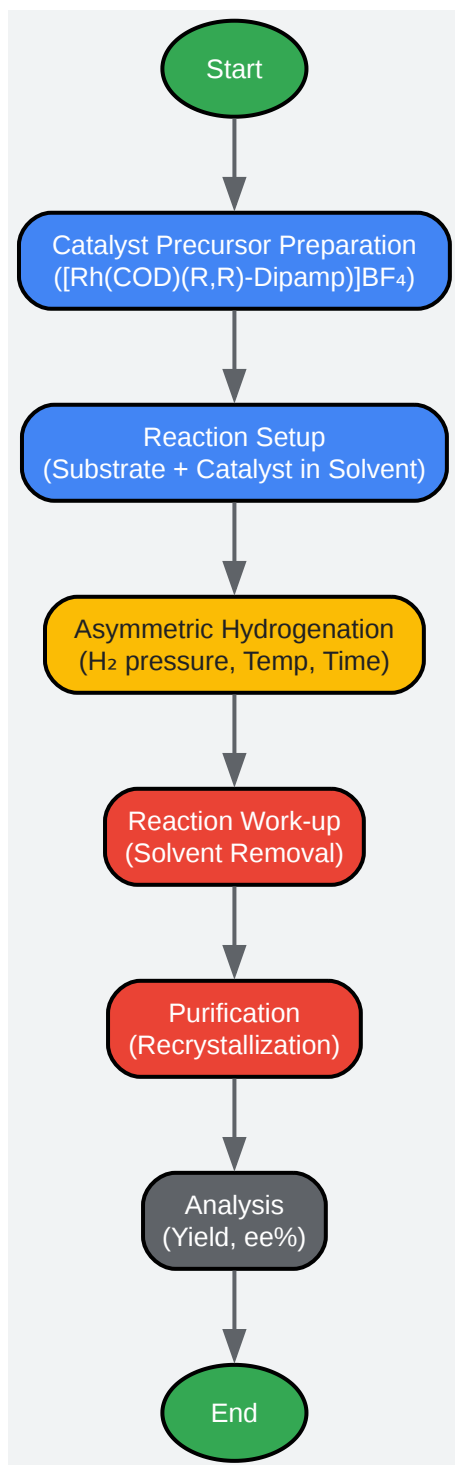 Start
Catalyst Precursor Preparation
([Rh(COD)(R,R)-Dipamp)]BF₄)
Reaction Setup
(Substrate + Catalyst in Solvent)
Asymmetric Hydrogenation
(H₂ pressure, Temp, Time)
Reaction Work-up
(Solvent Removal)
Purification
(Recrystallization)
Analysis
(Yield, ee%)
End